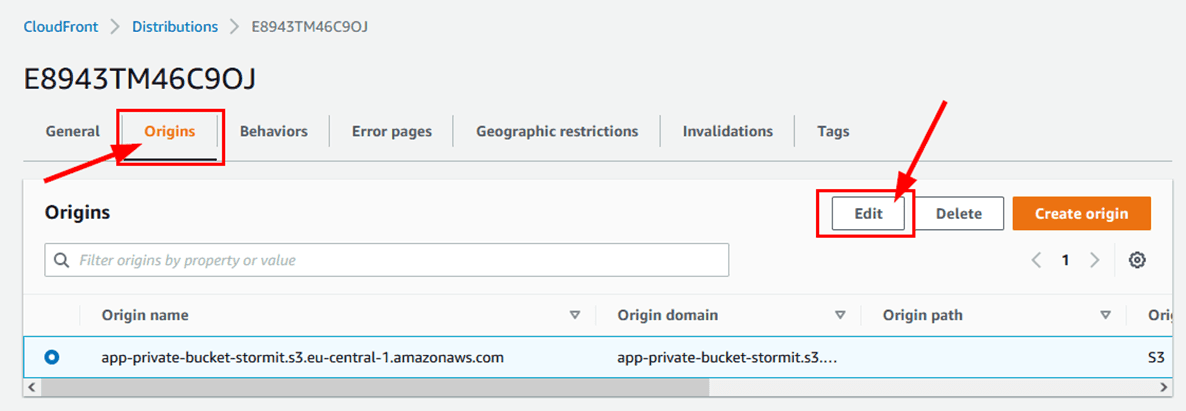 CloudFront > Distributions > E8943TM46C9OJ
E8943TM46C9OJ
General Origins Behaviors Error pages Geographic restrictions Invalidations Tags
Origins Edit Delete Create origin
Filter origins by property or value 1
Origin name Origin domain Origin path Ori
app-private-bucket-stormit.s3.eu-central-1.amazonaws.com app-private-bucket-stormit.s3.… S3